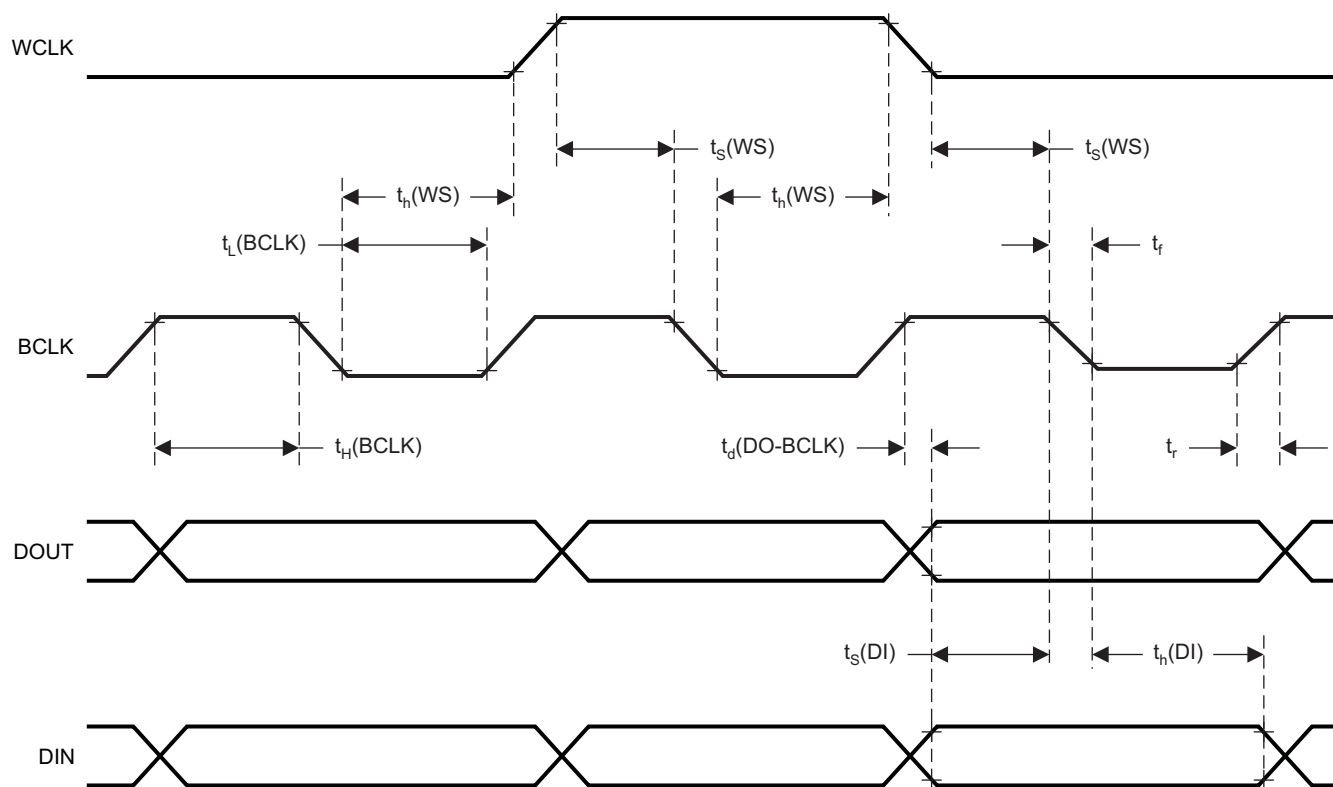 WCLK
tS(WS) tS(WS)
th(WS) th(WS)
tL(BCLK) tf
BCLK
tH(BCLK) td(DO-BCLK) tr
DOUT
tS(DI) th(DI)
DIN